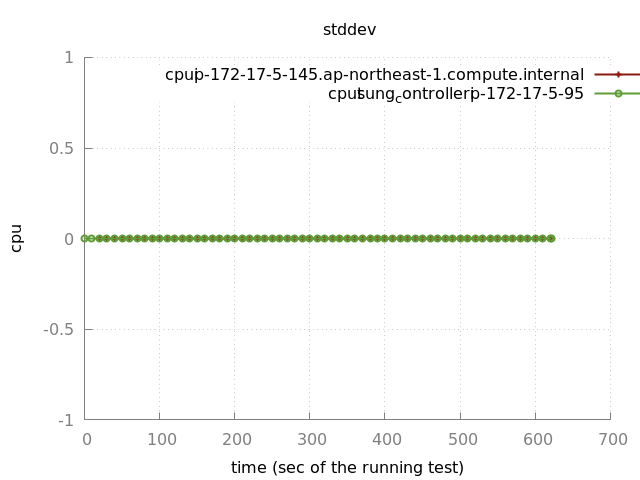 stddev
1
cpuip-172-17-5-145.ap-northeast-1.compute.internal
cputsung_controllerip-172-17-5-95
0.5
0
-0.5
-1
cpu
0 100 200 300 400 500 600 700
time (sec of the running test)